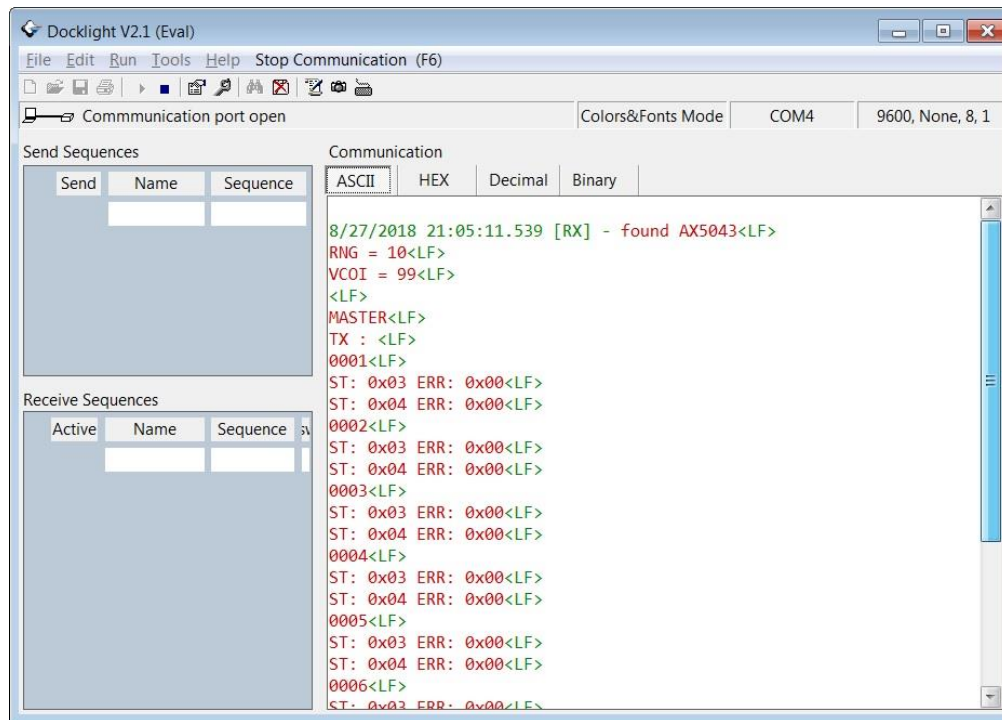 Docklight V2.1 (Eval)
File Edit Run Tools Help Stop Communication (F6)
Commmunication port open Colors&Fonts Mode COM4 9600, None, 8, 1
Send Sequences
Send Name Sequence
Receive Sequences
Active Name Sequence
Communication
ASCII HEX Decimal Binary
8/27/2018 21:05:11.539 [RX] - found AX5043<LF>
RNG = 10<LF>
VCOI = 99<LF>
<LF>
MASTER<LF>
TX : <LF>
0001<LF>
ST: 0x03 ERR: 0x00<LF>
ST: 0x04 ERR: 0x00<LF>
0002<LF>
ST: 0x03 ERR: 0x00<LF>
ST: 0x04 ERR: 0x00<LF>
0003<LF>
ST: 0x03 ERR: 0x00<LF>
ST: 0x04 ERR: 0x00<LF>
0004<LF>
ST: 0x03 ERR: 0x00<LF>
ST: 0x04 ERR: 0x00<LF>
0005<LF>
ST: 0x03 ERR: 0x00<LF>
ST: 0x04 ERR: 0x00<LF>
0006<LF>
ST: 0x03 ERR: 0x00<LF>